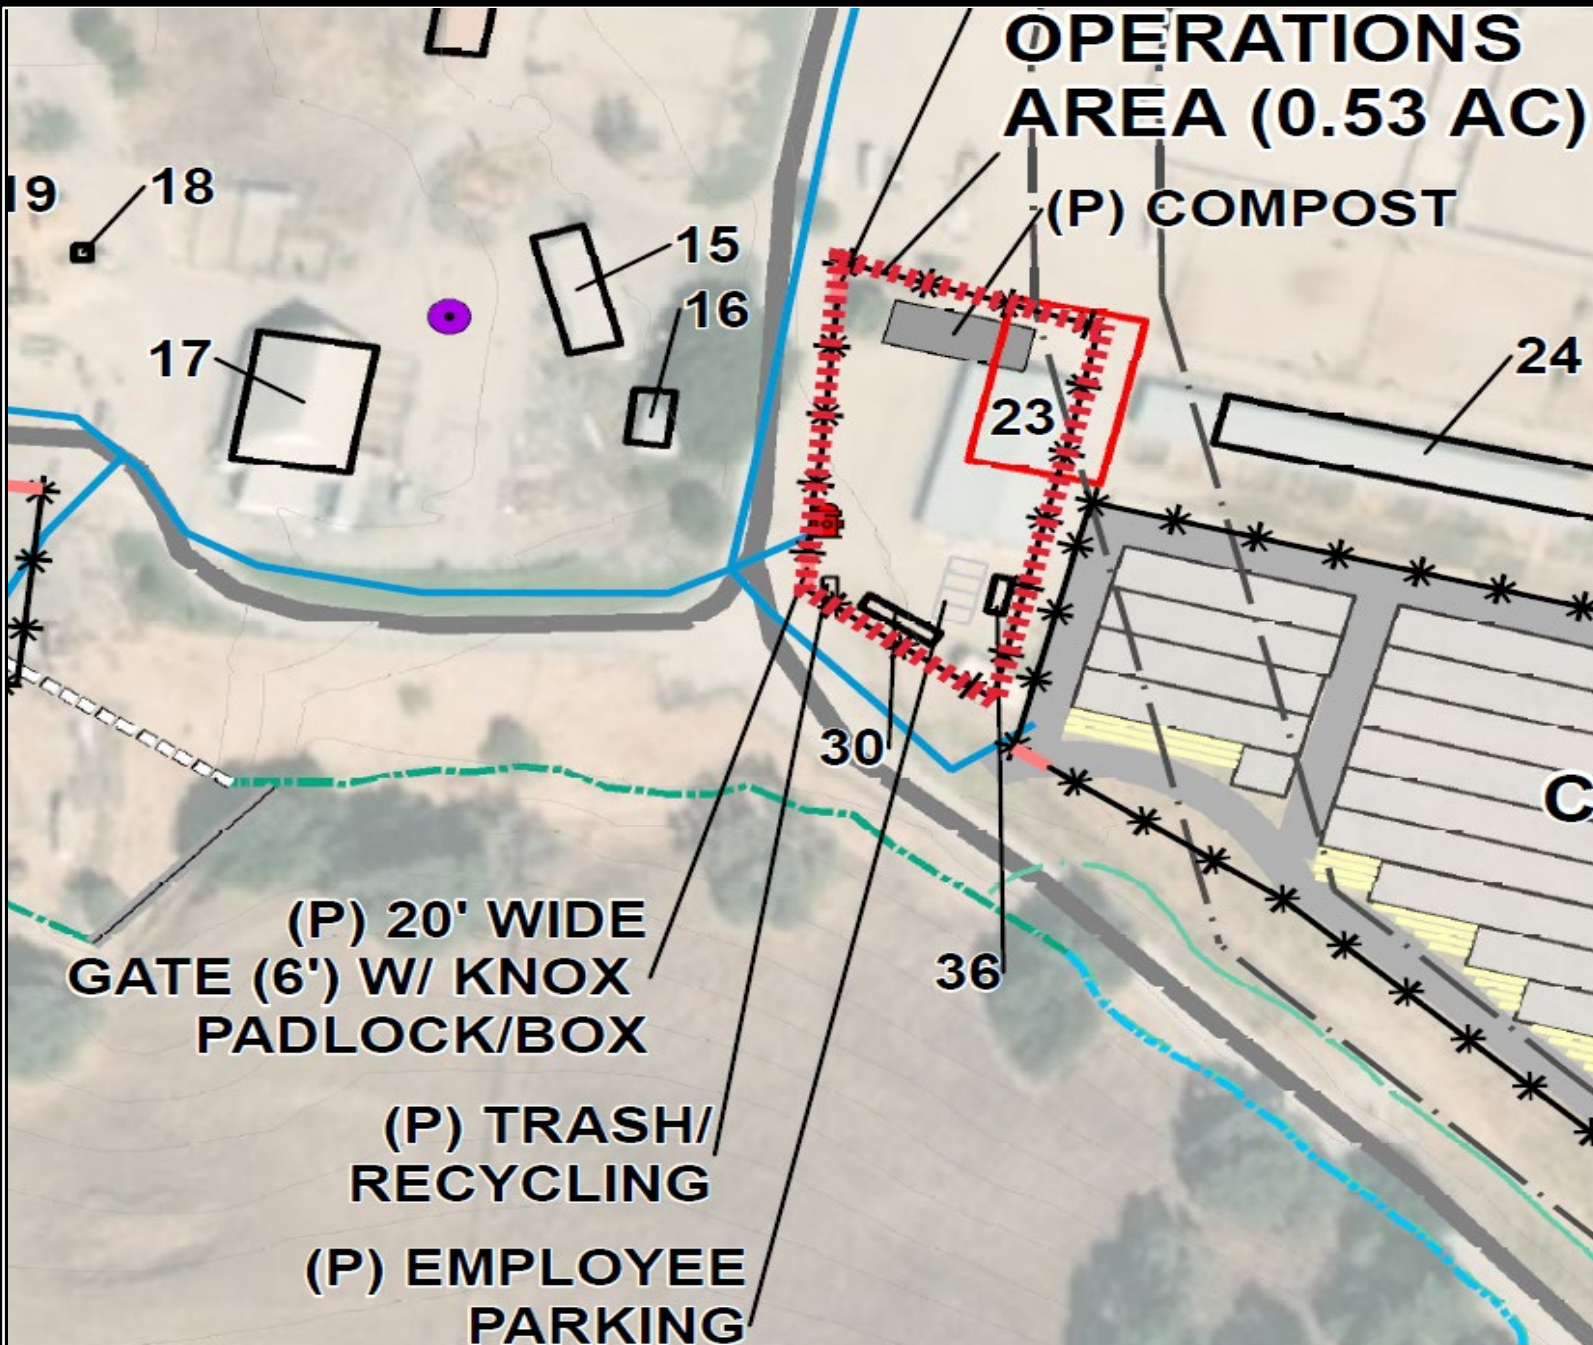 OPERATIONS
AREA (0.53 AC)
(P) COMPOST
19
18
15
16
17
24
23
30
C
(P) 20' WIDE
GATE (6') W/ KNOX
PADLOCK/BOX
36
(P) TRASH/
RECYCLING
(P) EMPLOYEE
PARKING